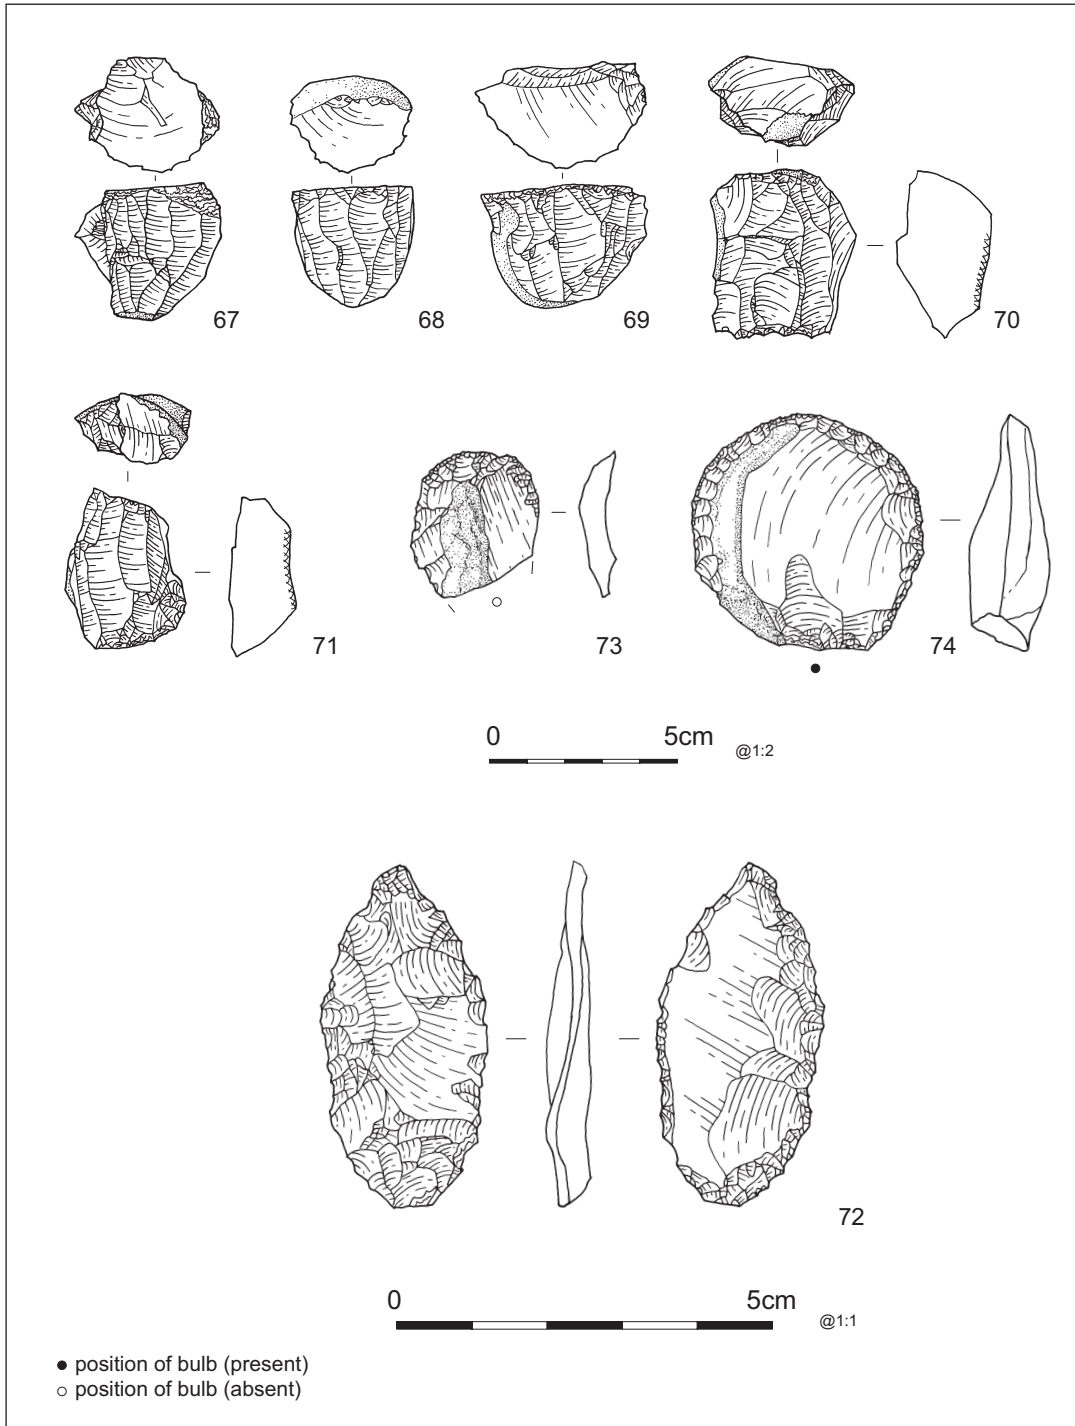 67
68
69
70
71
73
74
0 5cm @1:2
72
0 5cm @1:1
● position of bulb (present)
○ position of bulb (absent)